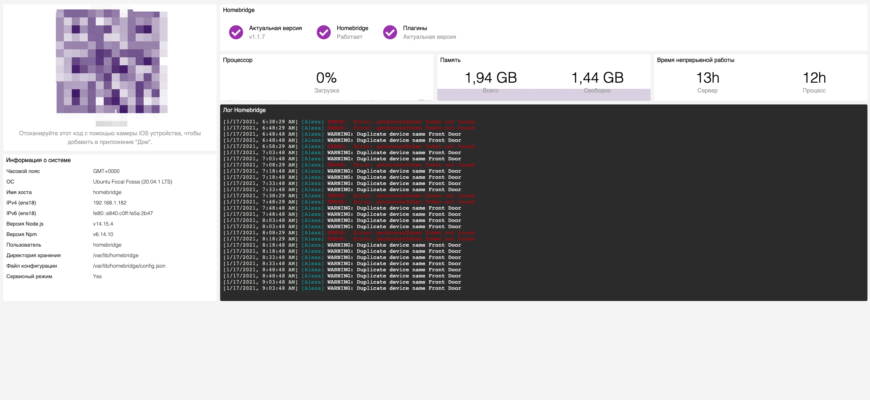 Отсканируйте этот код с помощью камеры iOS устройства, чтобы
добавить в приложение "Дом".
Информация о системе
Часовой пояс GMT+0000
ОС Ubuntu Focal Fossa (20.04.1 LTS)
Имя хоста homebridge
IPv4 (ens18) 192.168.1.182
IPv6 (ens18)
Версия Node.js v14.15.4
Версия Npm v6.14.10
Пользователь homebridge
Директория хранения /var/lib/homebridge
Файл конфигурации /var/lib/homebridge/config.json
Сервисный режим Yes
Homebridge
Актуальная версия
v1.1.7
Homebridge
Работает
Плагины
Актуальная версия
Процессор
0%
Загрузка
Память
1,94 GB 1,44 GB
Всего Свободно
Время непрерывной работы
13h 12h
Сервер Процесс
Лог Homebridge
[1/17/2021, 6:38:29 AM] [Alexa]
[1/17/2021, 6:48:29 AM] [Alexa]
[1/17/2021, 6:48:48 AM] [Alexa] WARNING: Duplicate device name Front Door
[1/17/2021, 6:48:48 AM] [Alexa] WARNING: Duplicate device name Front Door
[1/17/2021, 6:58:29 AM] [Alexa]
[1/17/2021, 7:03:48 AM] [Alexa] WARNING: Duplicate device name Front Door
[1/17/2021, 7:03:48 AM] [Alexa] WARNING: Duplicate device name Front Door
[1/17/2021, 7:08:29 AM] [Alexa]
[1/17/2021, 7:18:48 AM] [Alexa] WARNING: Duplicate device name Front Door
[1/17/2021, 7:18:48 AM] [Alexa] WARNING: Duplicate device name Front Door
[1/17/2021, 7:33:48 AM] [Alexa] WARNING: Duplicate device name Front Door
[1/17/2021, 7:33:48 AM] [Alexa] WARNING: Duplicate device name Front Door
[1/17/2021, 7:38:29 AM] [Alexa]
[1/17/2021, 7:48:29 AM] [Alexa]
[1/17/2021, 7:48:48 AM] [Alexa] WARNING: Duplicate device name Front Door
[1/17/2021, 7:48:48 AM] [Alexa] WARNING: Duplicate device name Front Door
[1/17/2021, 8:03:48 AM] [Alexa] WARNING: Duplicate device name Front Door
[1/17/2021, 8:03:48 AM] [Alexa] WARNING: Duplicate device name Front Door
[1/17/2021, 8:08:29 AM] [Alexa]
[1/17/2021, 8:18:29 AM] [Alexa]
[1/17/2021, 8:18:48 AM] [Alexa] WARNING: Duplicate device name Front Door
[1/17/2021, 8:18:48 AM] [Alexa] WARNING: Duplicate device name Front Door
[1/17/2021, 8:33:48 AM] [Alexa] WARNING: Duplicate device name Front Door
[1/17/2021, 8:33:48 AM] [Alexa] WARNING: Duplicate device name Front Door
[1/17/2021, 8:48:48 AM] [Alexa] WARNING: Duplicate device name Front Door
[1/17/2021, 8:48:48 AM] [Alexa] WARNING: Duplicate device name Front Door
[1/17/2021, 9:03:48 AM] [Alexa] WARNING: Duplicate device name Front Door
[1/17/2021, 9:03:48 AM] [Alexa] WARNING: Duplicate device name Front Door